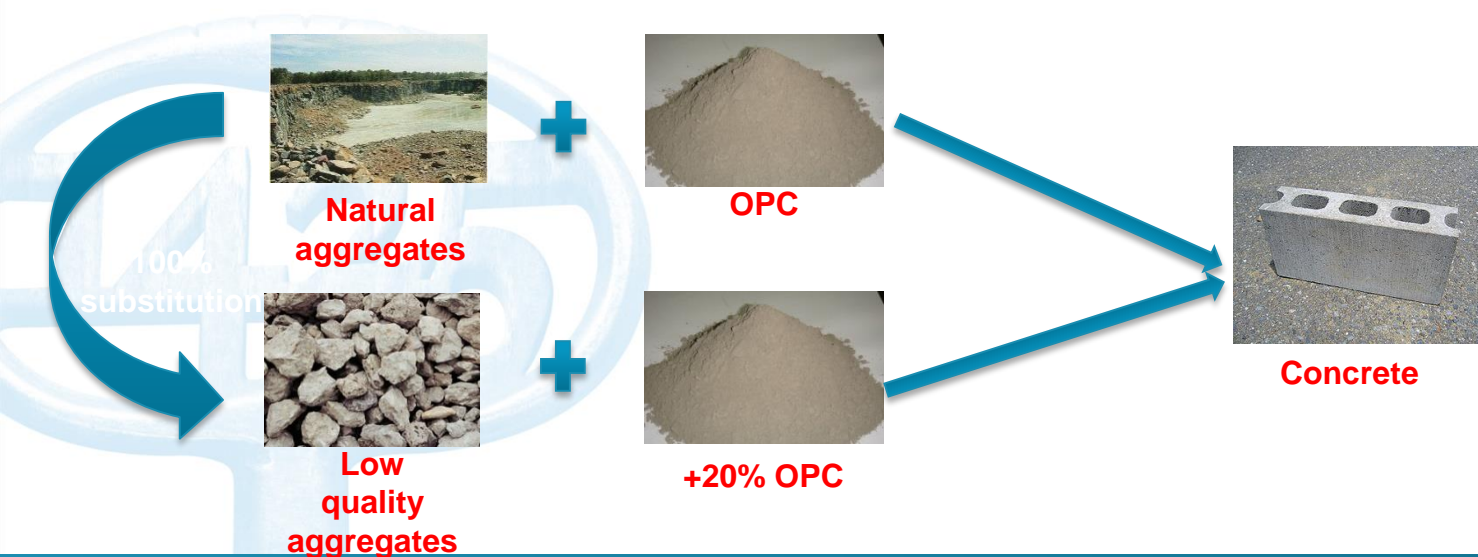 Natural
aggregates
OPC
100%
substitution
Low
quality
aggregates
+20% OPC
Concrete